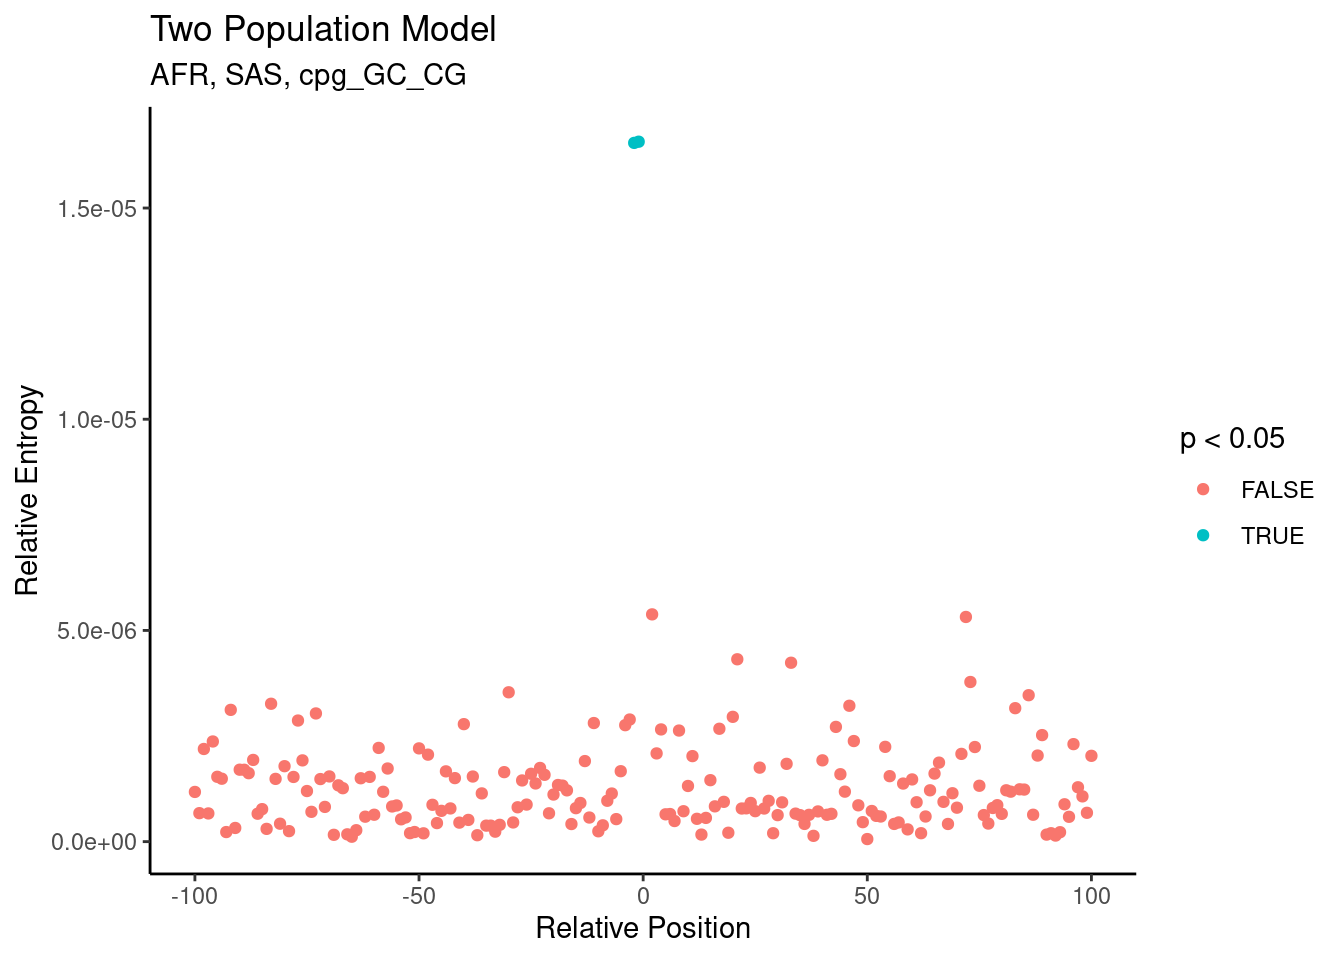 Two Population Model
AFR, SAS, cpg_GC_CG
1.5e-05
1.0e-05
5.0e-06
0.0e+00
Relative Entropy
-100
-50
0
50
100
Relative Position
p < 0.05
FALSE
TRUE